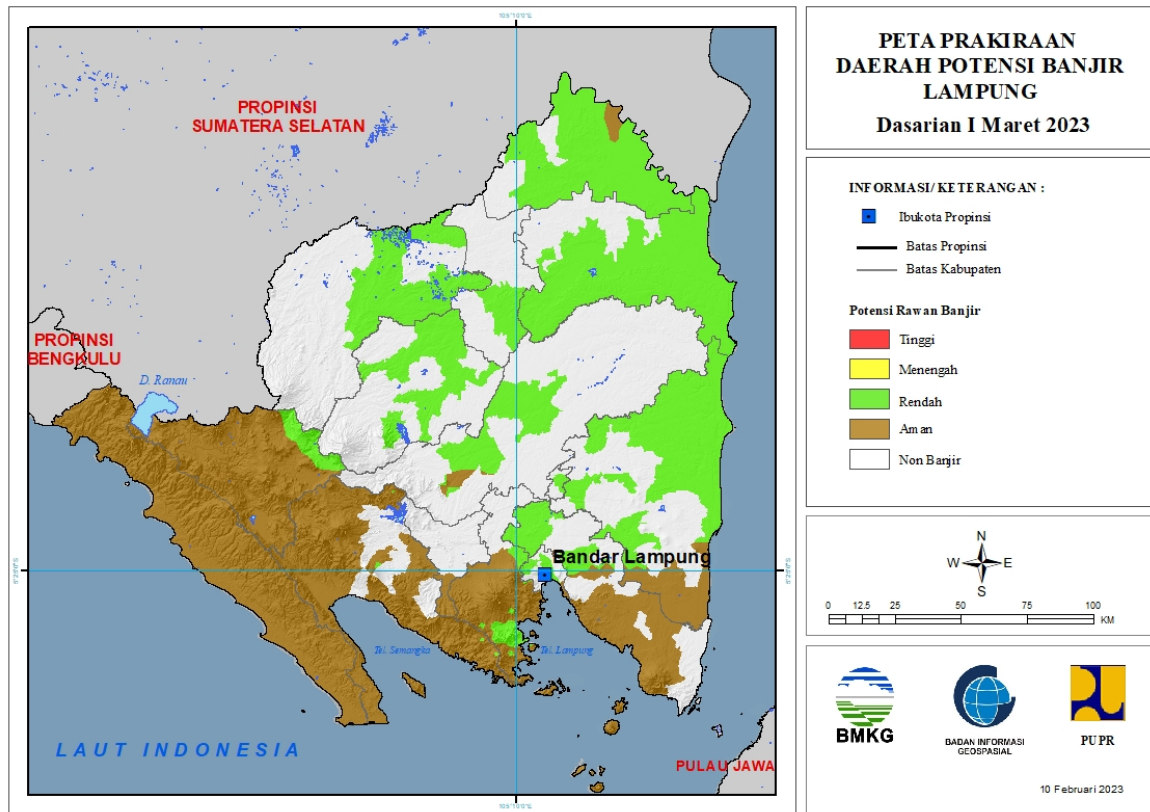 PROPINSI
SUMATERA SELATAN
PROPINSI
BENGKULU
D. Ranau
Bandar Lampung
Tel. Semangka
Tel. Lampung
LAUT INDONESIA
PULAU JAWA
PETA PRAKIRAAN
DAERAH POTENSI BANJIR
LAMPUNG
Dasarian I Maret 2023
INFORMASI/ KETERANGAN :
Ibukota Propinsi
Batas Propinsi
Batas Kabupaten
Potensi Rawan Banjir
Tinggi
Menengah
Rendah
Aman
Non Banjir
N
W E
S
0 12.5 25 50 75 100
KM
BMKG
BADAN INFORMASI
GEOSPASIAL
PUPR
10 Februari 2023